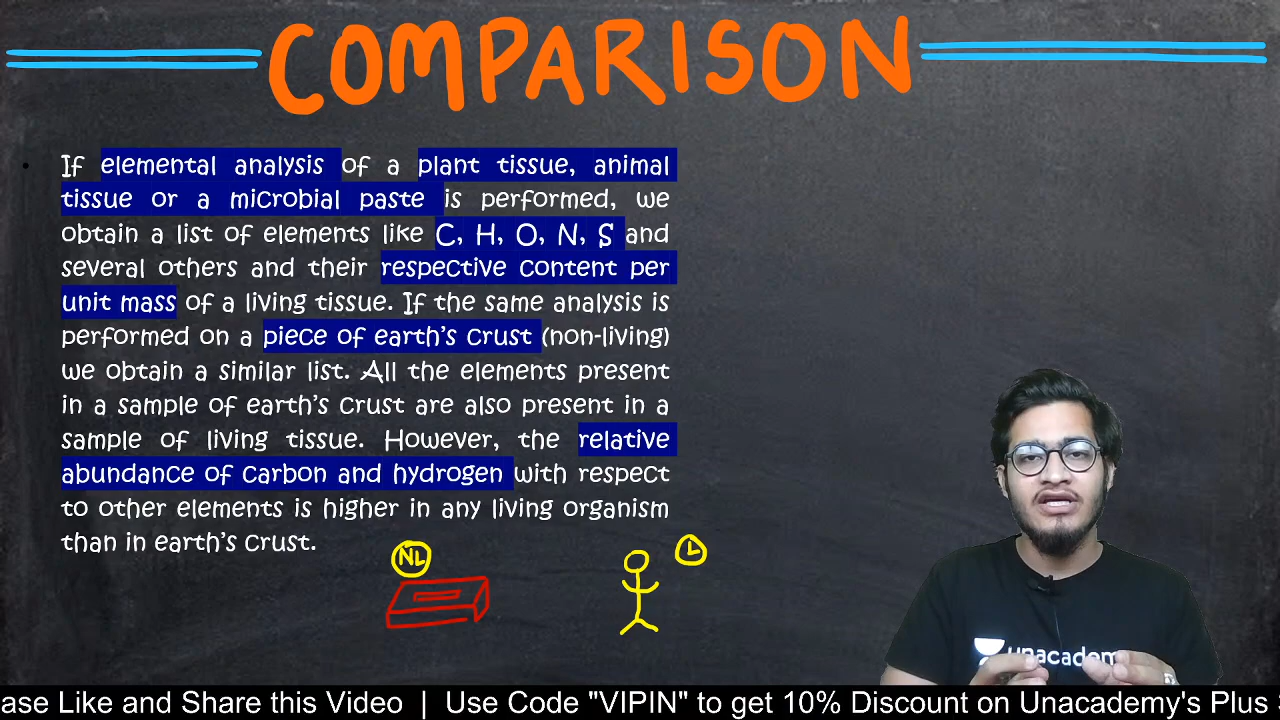 COMPARISON
If elemental analysis of a plant tissue, animal
tissue or a microbial paste is performed, we
obtain a list of elements like C, H, O, N, S and
several others and their respective content per
unit mass of a living tissue. If the same analysis is
performed on a piece of earth's crust (non-living)
we obtain a similar list. All the elements present
in a sample of earth's crust are also present in a
sample of living tissue. However, the relative
abundance of carbon and hydrogen with respect
to other elements is higher in any living organism
than in earth's crust.
NL
L
unacademy
ase Like and Share this Video | Use Code "VIPIN" to get 10% Discount on Unacademy's Plus